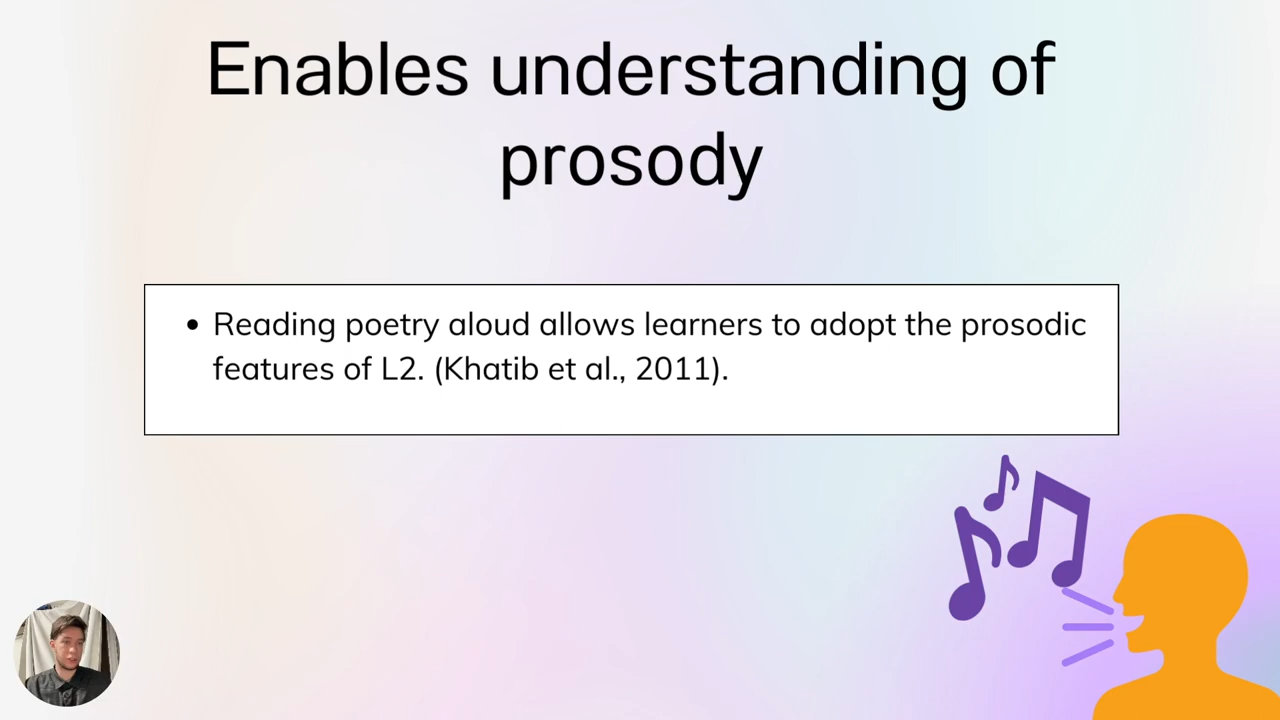 Enables understanding of
prosody
• Reading poetry aloud allows learners to adopt the prosodic
features of L2. (Khatib et al., 2011).